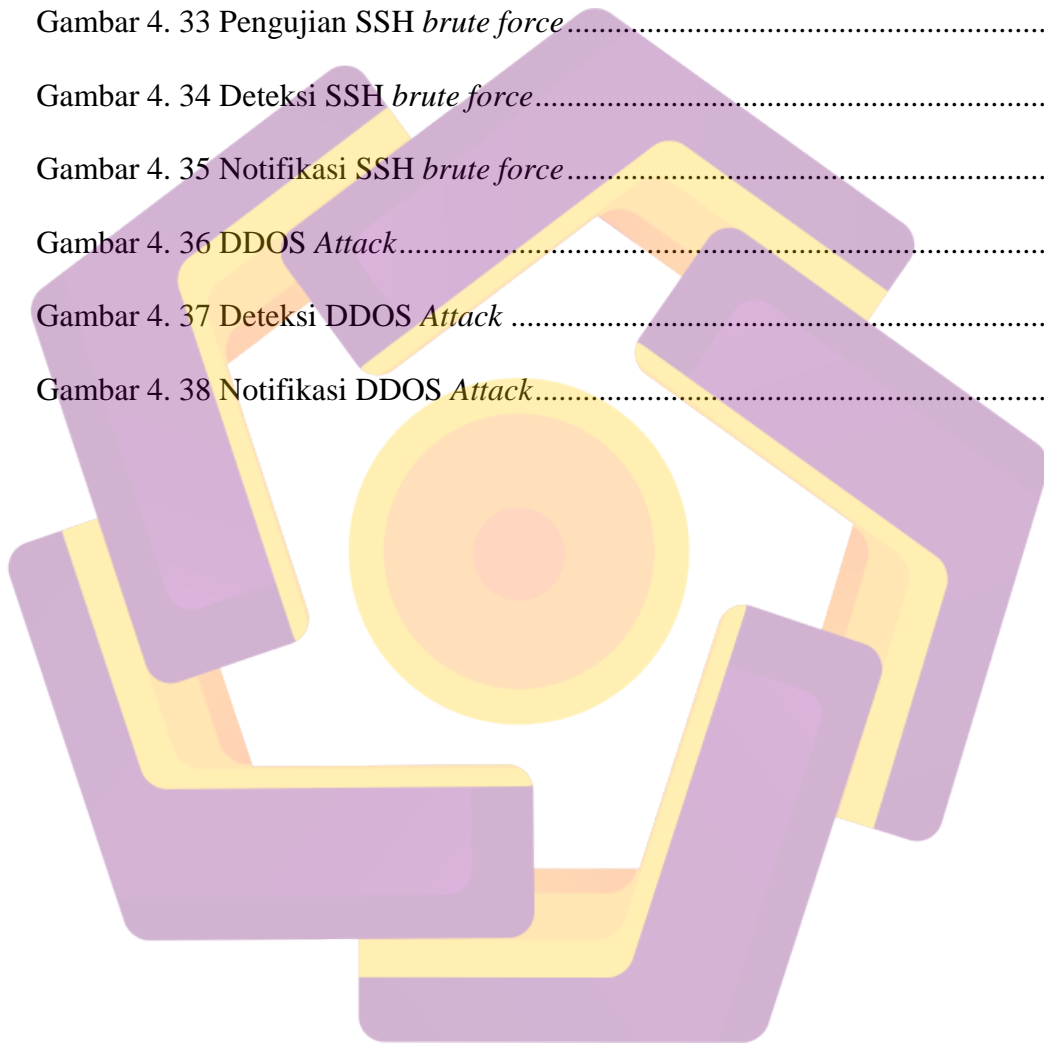 Gambar 4. 33 Pengujian SSH brute force........................................................
Gambar 4. 34 Deteksi SSH brute force............................................................
Gambar 4. 35 Notifikasi SSH brute force........................................................
Gambar 4. 36 DDOS Attack.............................................................................
Gambar 4. 37 Deteksi DDOS Attack ...............................................................
Gambar 4. 38 Notifikasi DDOS Attack............................................................